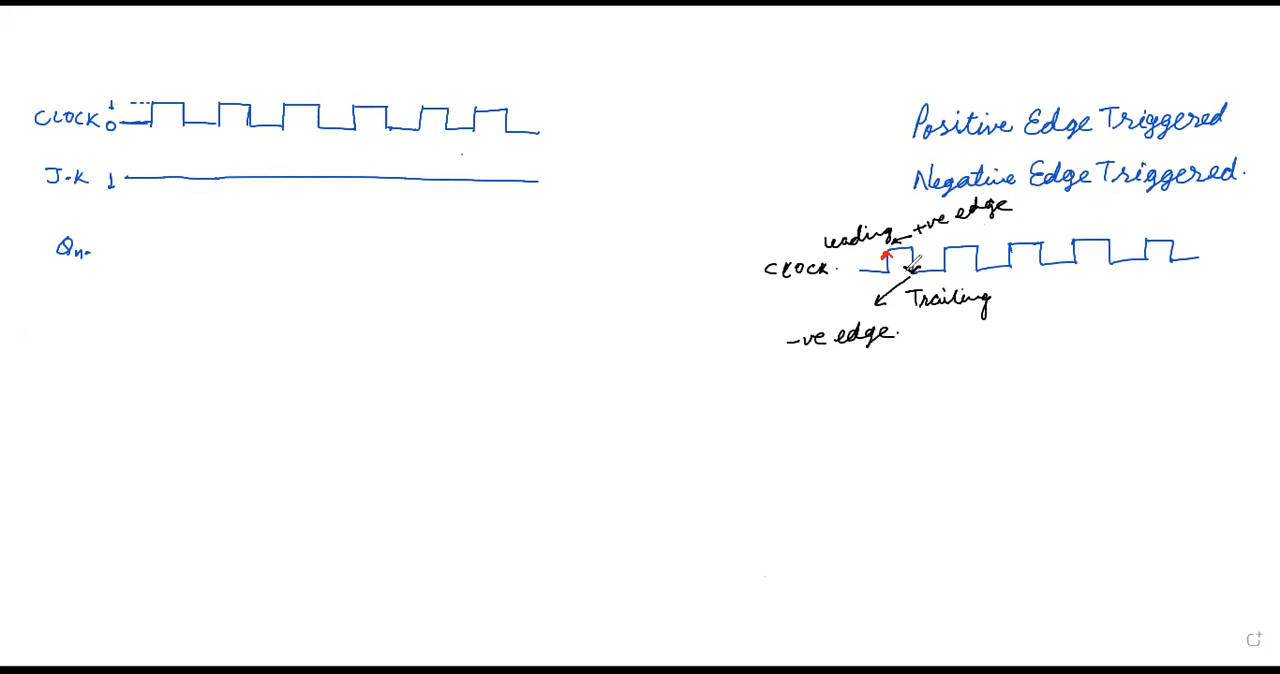 CLOCK 1
0
J-K 1
Qn
Positive Edge Triggered
Negative Edge Triggered.
leading +ve edge
CLOCK.
Trailing
-ve edge.